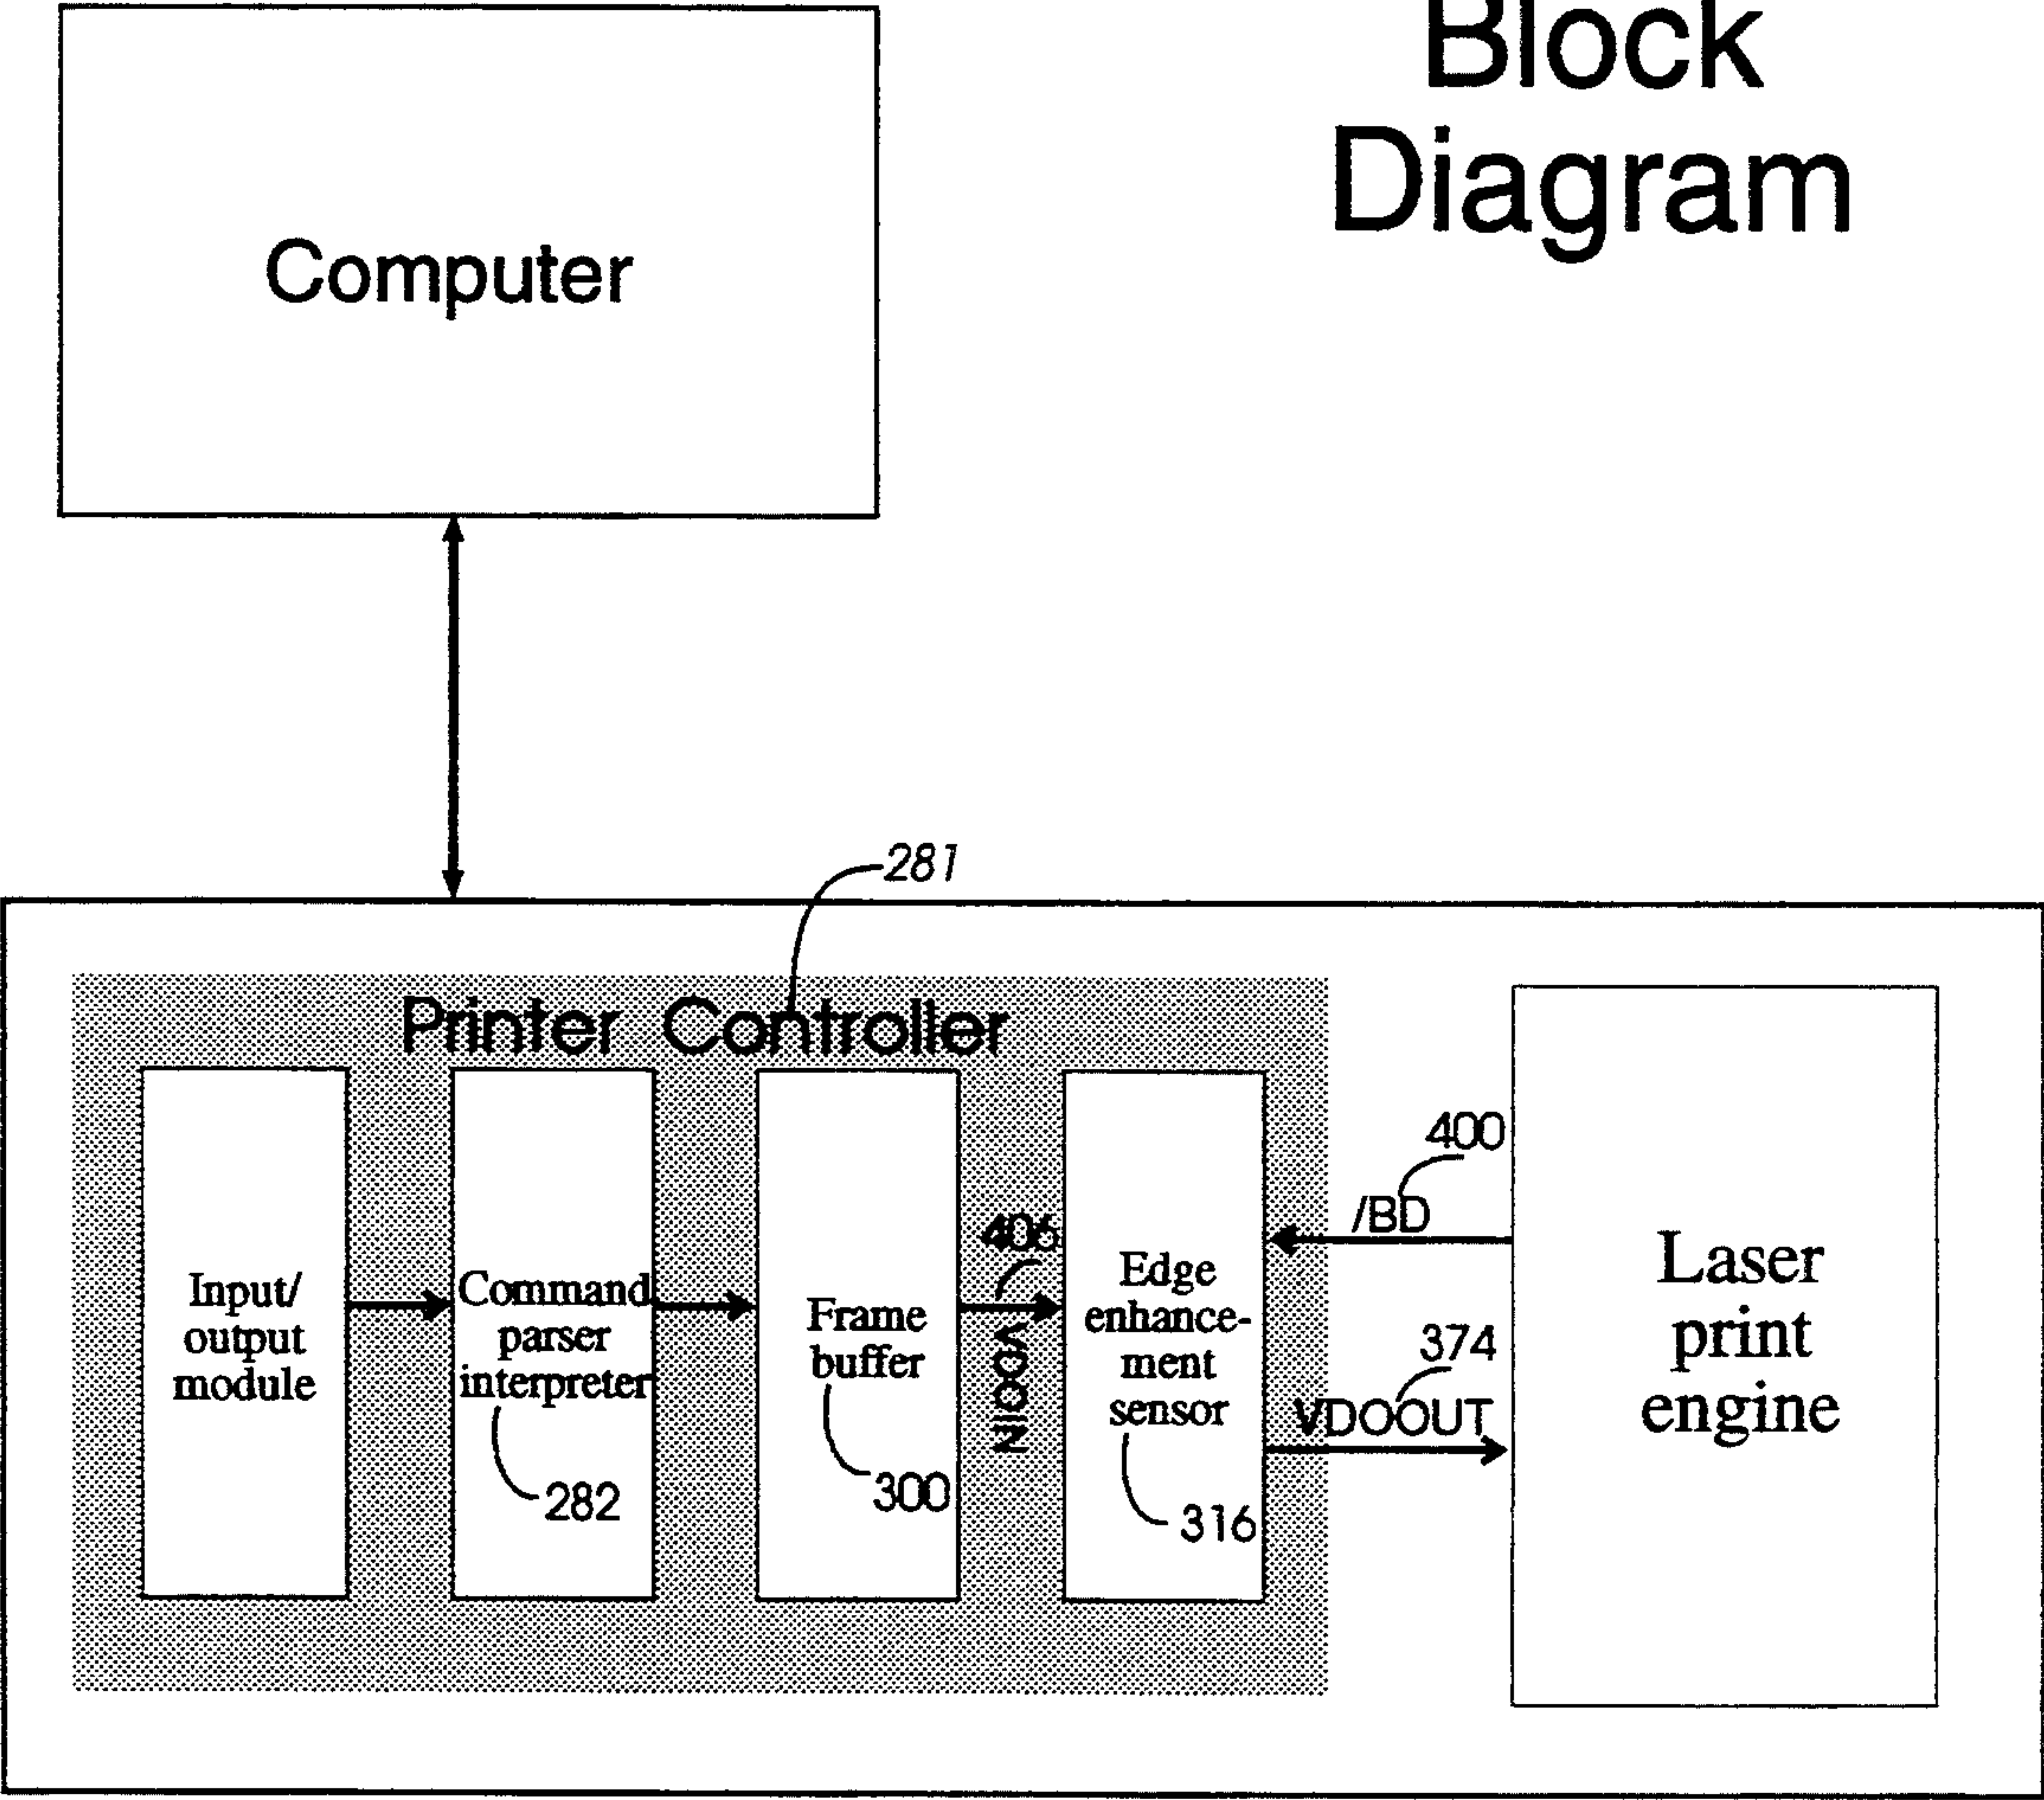 Block
Diagram
Computer
281
Printer Controller
Input/
output
module
Command
parser
interpreter
282
Frame
buffer
300
406
VDOIN
Edge
enhance-
ment
sensor
316
400
/BD
374
VDOOUT
Laser
print
engine